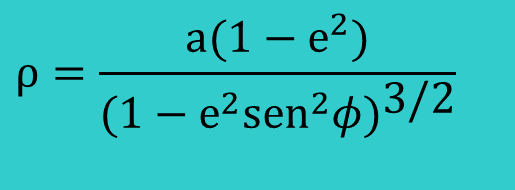 ρ = a(1 − e²) / (1 − e²sen²ϕ)^3/2